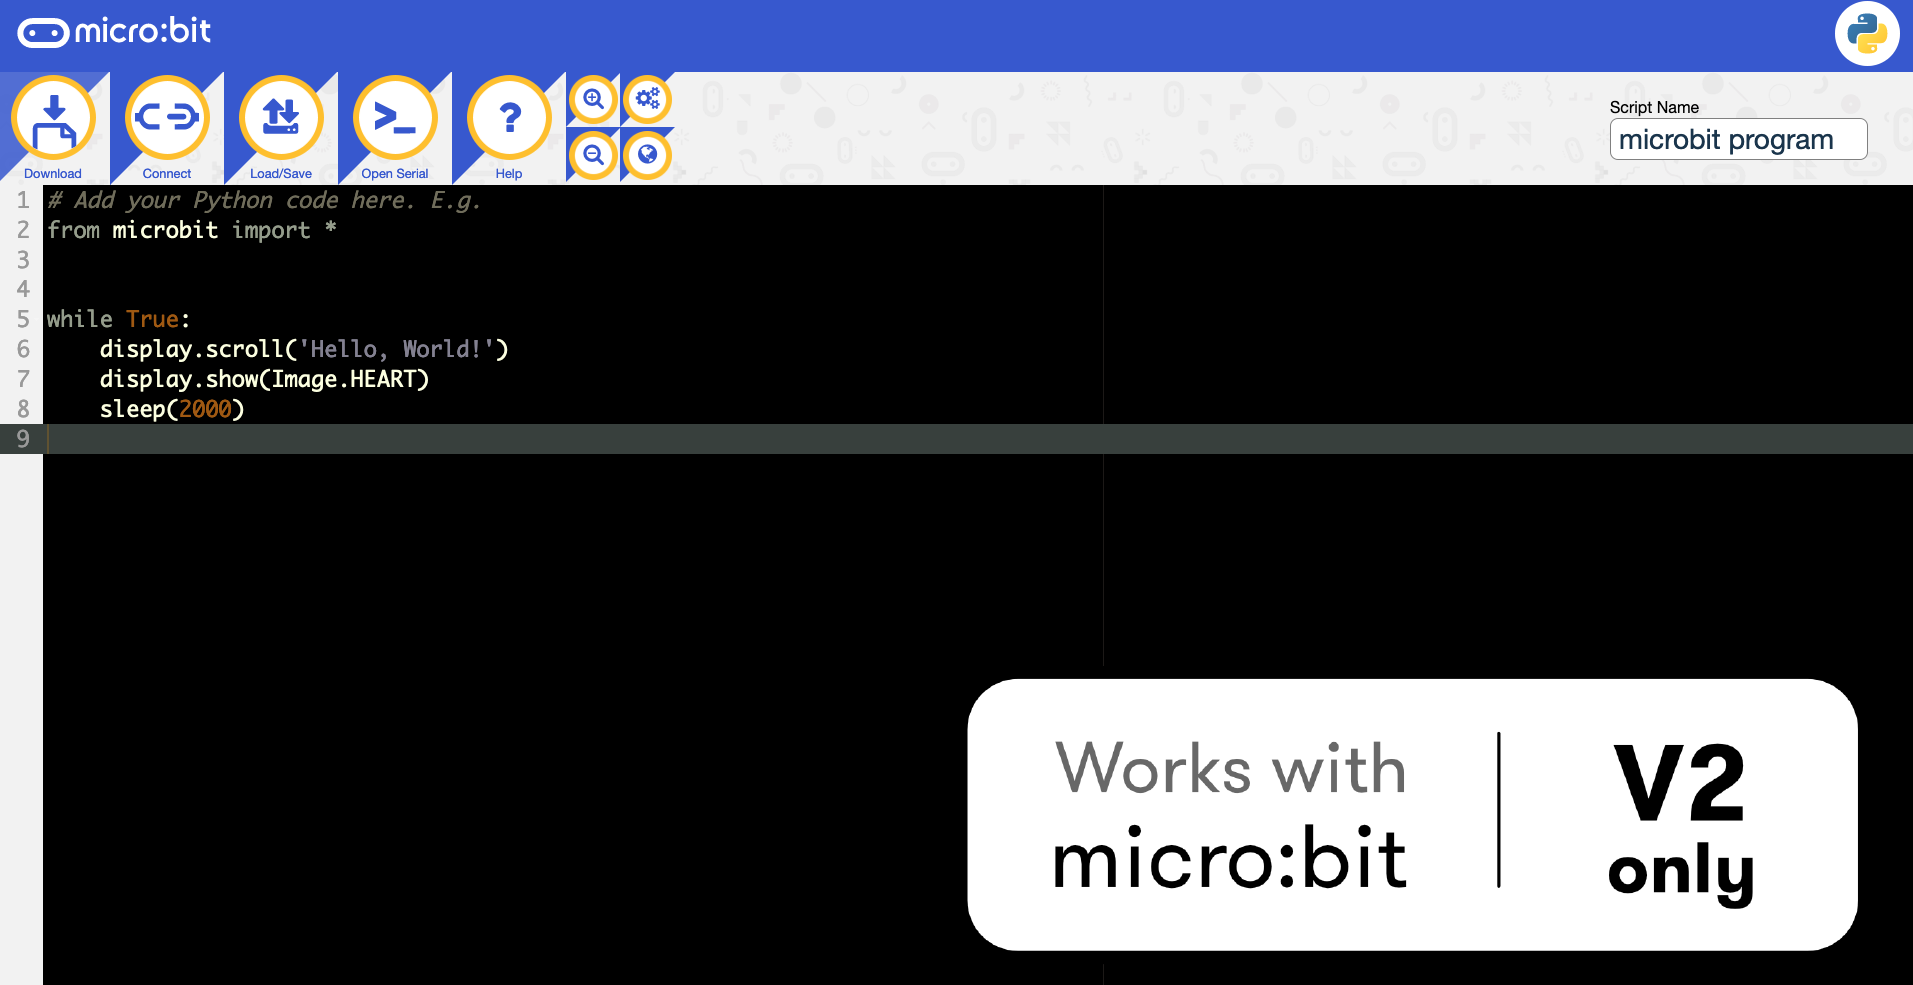 micro:bit
Download
Connect
Load/Save
Open Serial
Help
Script Name
microbit program
1 # Add your Python code here. E.g.
2 from microbit import *
3
4
5 while True:
6     display.scroll('Hello, World!')
7     display.show(Image.HEART)
8     sleep(2000)
9
Works with
micro:bit
V2
only